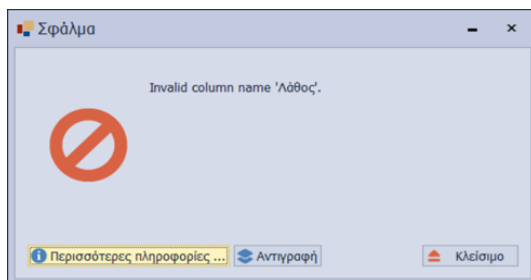 Σφάλμα
Invalid column name 'Λάθος'.
Περισσότερες πληροφορίες ...
Αντιγραφή
Κλείσιμο